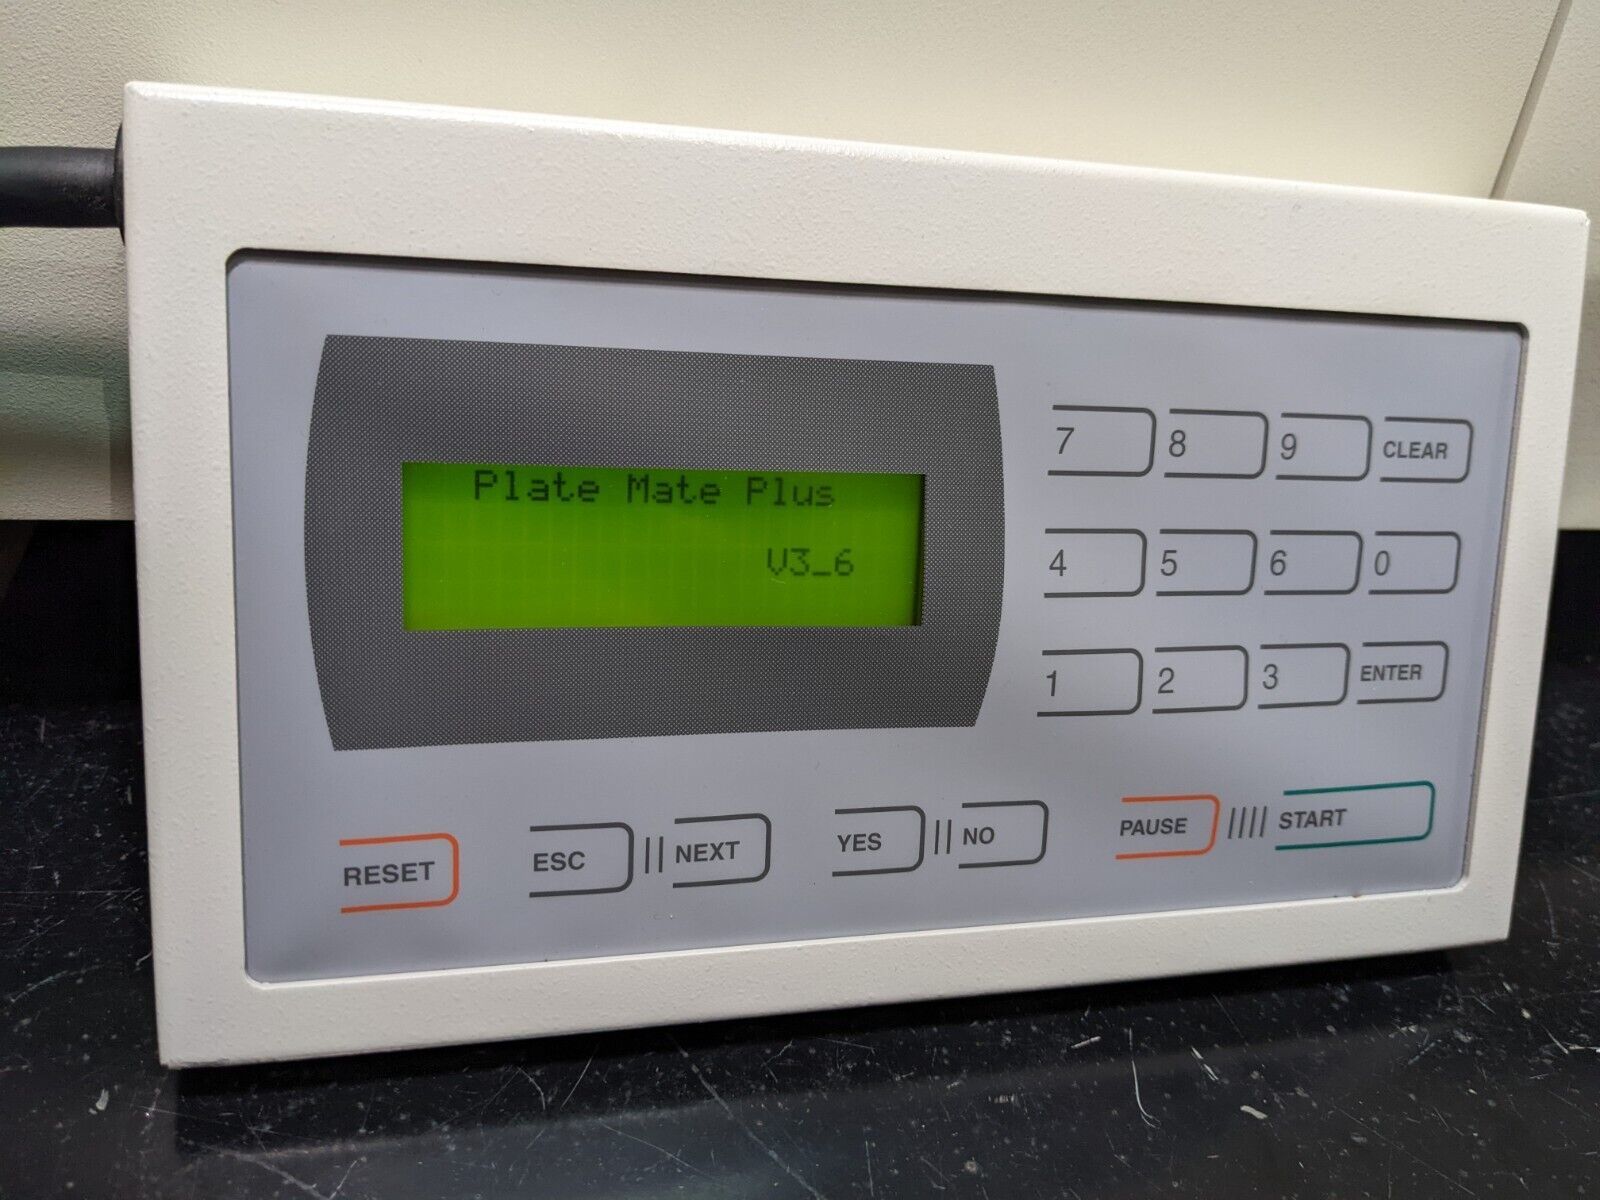 Plate Mate Plus
V3_6
7 8 9 CLEAR
4 5 6 0
1 2 3 ENTER
RESET ESC NEXT YES NO PAUSE START